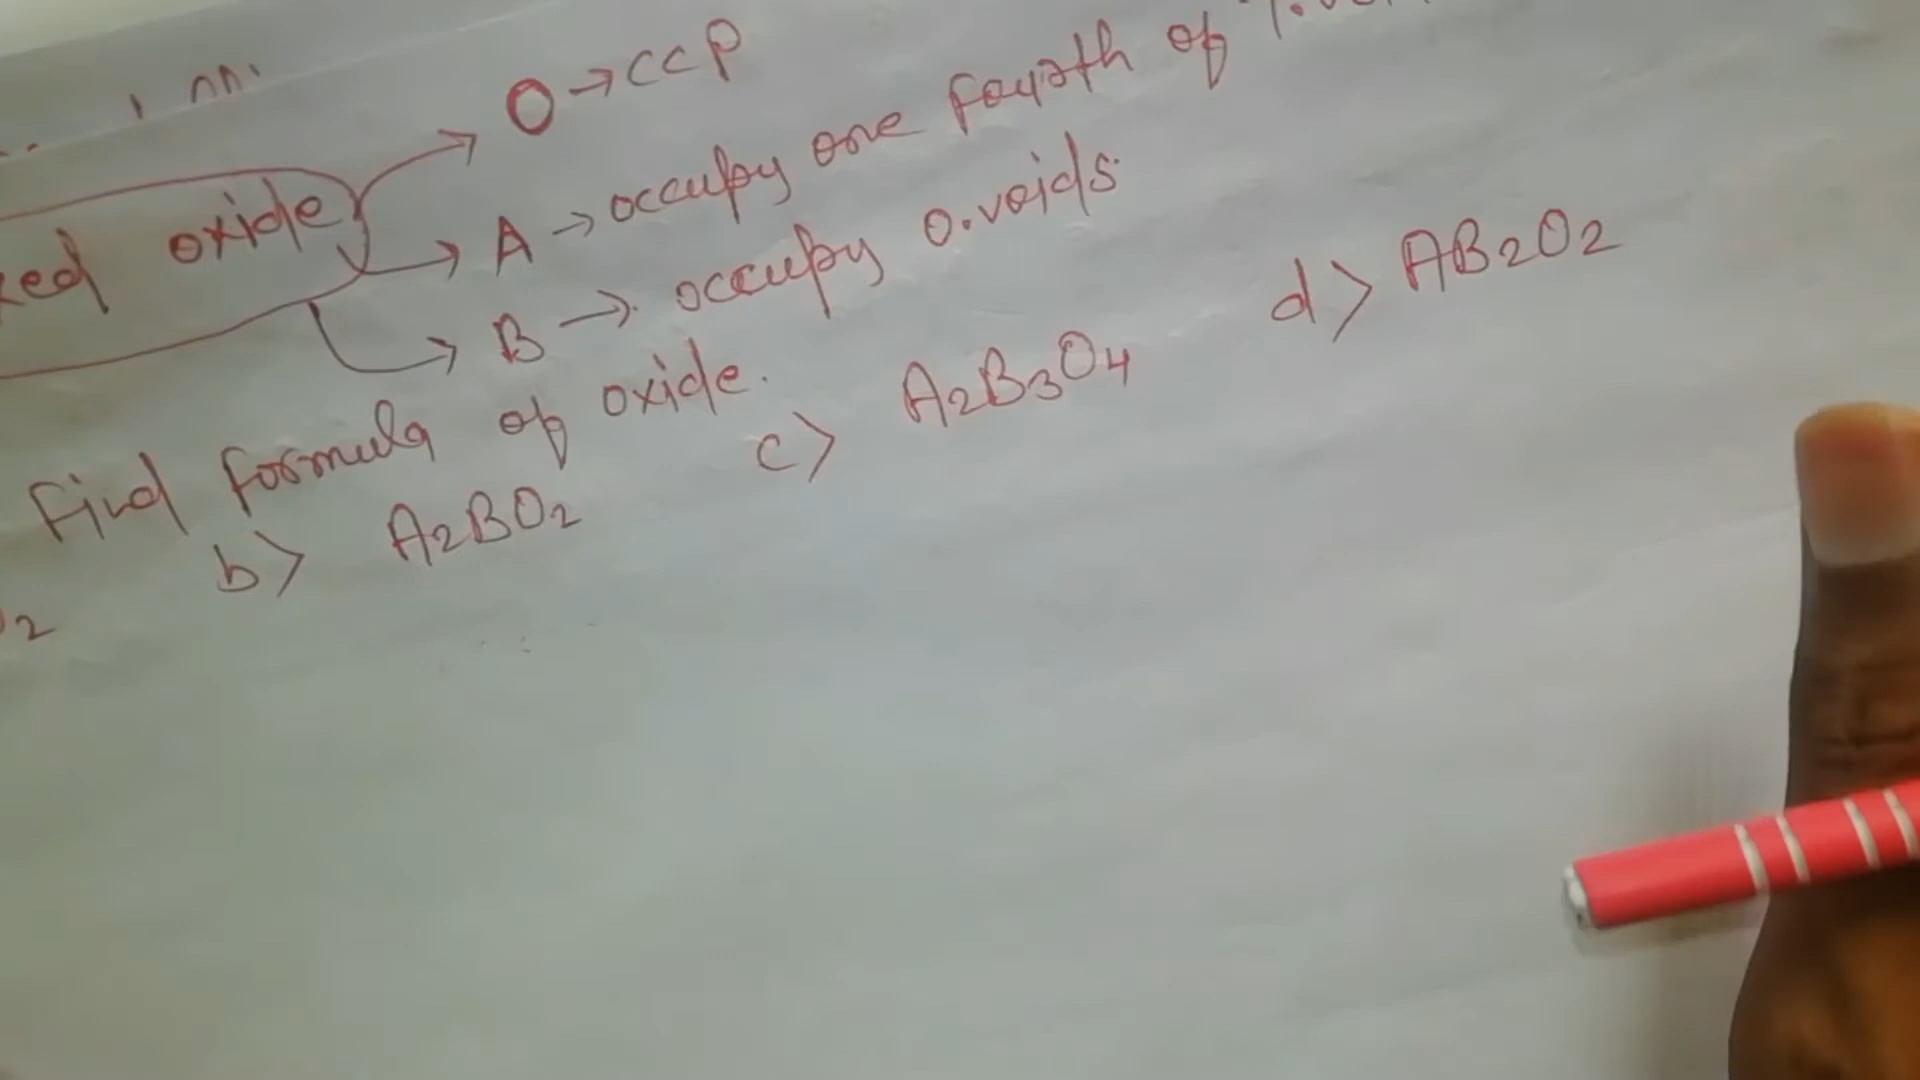 O → CCP
oxide
A → occupy one fourth of
B → occupy O.voids.
Find formula of oxide.
b> A2BO2 c> A2B3O4 d> AB2O2